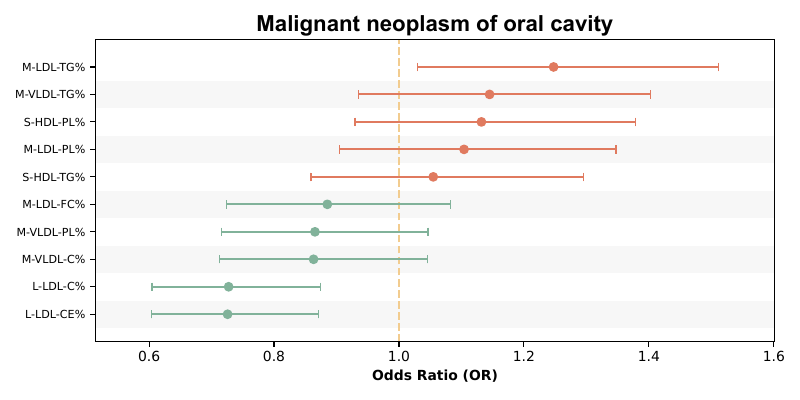 Malignant neoplasm of oral cavity
M-LDL-TG%
M-VLDL-TG%
S-HDL-PL%
M-LDL-PL%
S-HDL-TG%
M-LDL-FC%
M-VLDL-PL%
M-VLDL-C%
L-LDL-C%
L-LDL-CE%
0.6 0.8 1.0 1.2 1.4 1.6
Odds Ratio (OR)